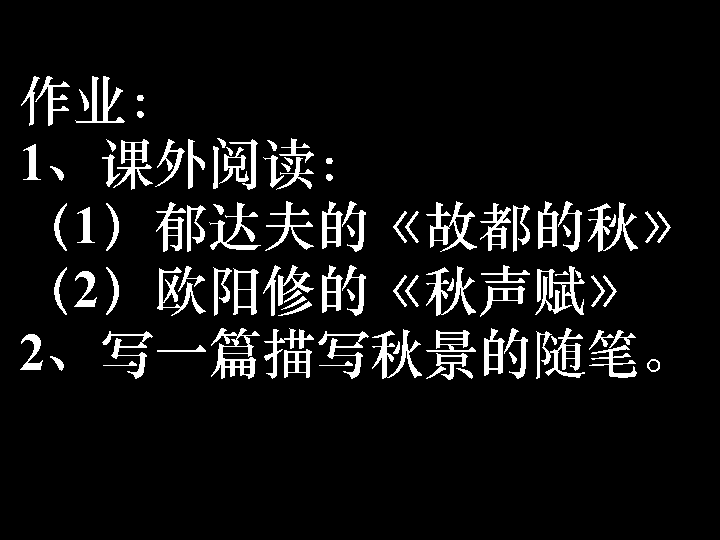 作业：
1、课外阅读：
（1）郁达夫的《故都的秋》
（2）欧阳修的《秋声赋》
2、写一篇描写秋景的随笔。